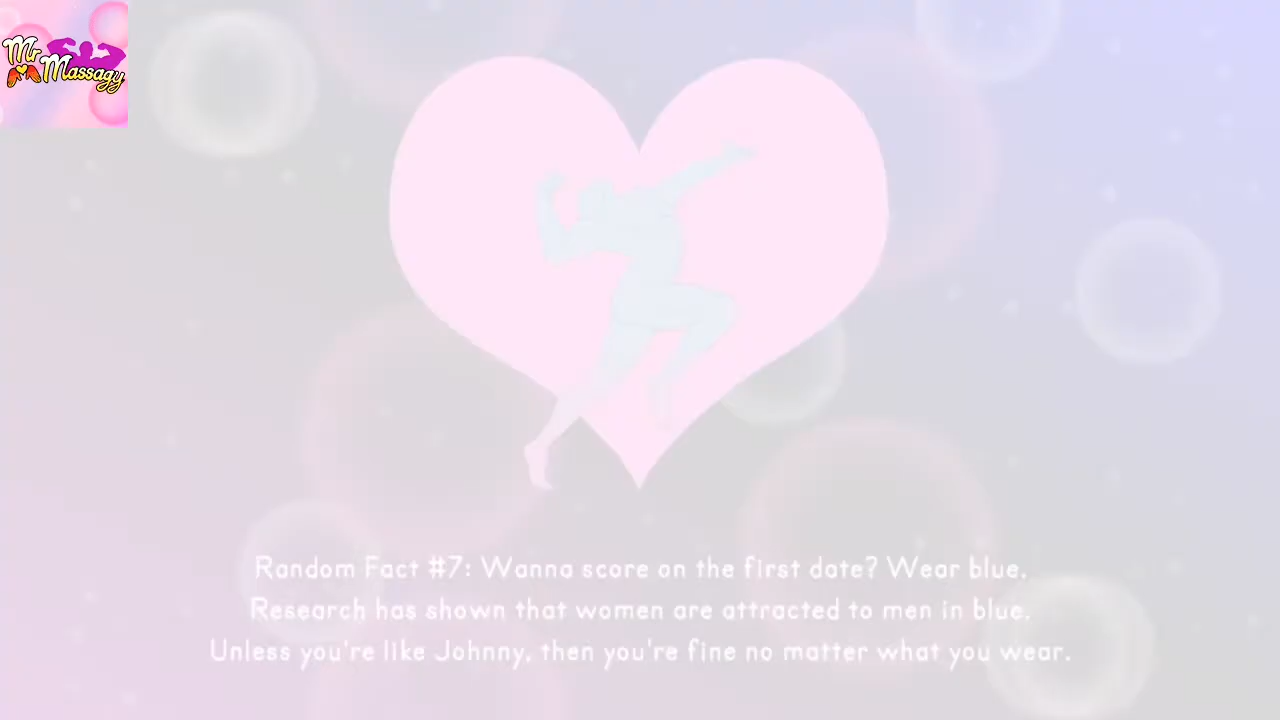 Mr
Massagy
Random Fact #7: Wanna score on the first date? Wear blue.
Research has shown that women are attracted to men in blue.
Unless you're like Johnny, then you're fine no matter what you wear.